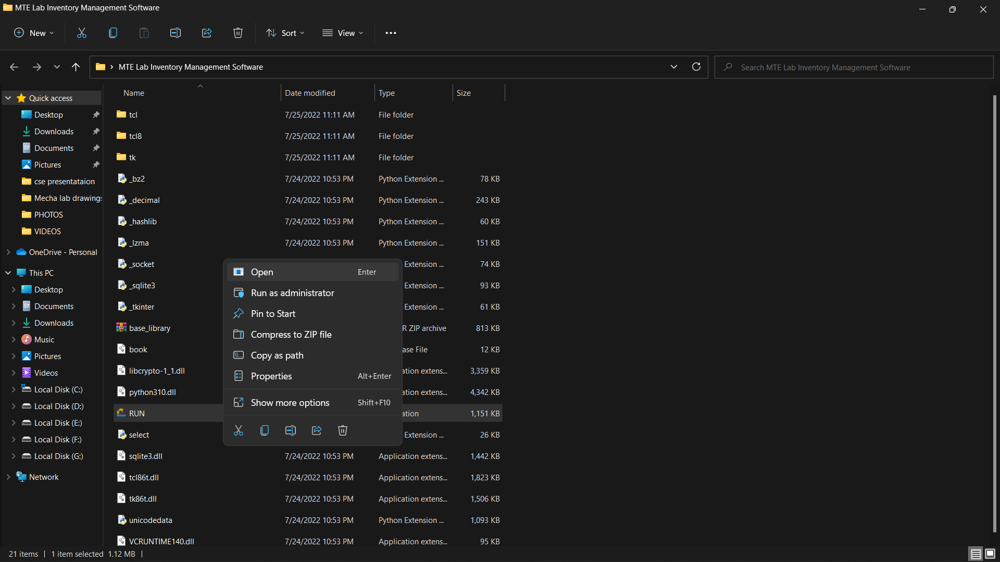 MTE Lab Inventory Management Software
New
Sort
View
MTE Lab Inventory Management Software
Search MTE Lab Inventory Management Software
Name Date modified Type Size
Quick access
Desktop
Downloads
Documents
Pictures
cse presentataion
Mecha lab drawing
PHOTOS
VIDEOS
OneDrive - Personal
This PC
Desktop
Documents
Downloads
Music
Pictures
Videos
Local Disk (C:)
Local Disk (D:)
Local Disk (E:)
Local Disk (F:)
Local Disk (G:)
Network
tcl 7/25/2022 11:11 AM File folder
tcl8 7/25/2022 11:11 AM File folder
tk 7/25/2022 11:11 AM File folder
_bz2 7/24/2022 10:53 PM Python Extension ... 78 KB
_decimal 7/24/2022 10:53 PM Python Extension ... 243 KB
_hashlib 7/24/2022 10:53 PM Python Extension ... 60 KB
_lzma 7/24/2022 10:53 PM Python Extension ... 151 KB
_socket Extension ... 74 KB
_sqlite3 Extension ... 93 KB
_tkinter Extension ... 61 KB
base_library R ZIP archive 813 KB
book ase File 12 KB
libcrypto-1_1.dll ation extens... 3,359 KB
python310.dll ation extens... 4,342 KB
RUN ation 1,151 KB
select Extension ... 26 KB
sqlite3.dll 7/24/2022 10:53 PM Application extens... 1,442 KB
tcl86t.dll 7/24/2022 10:53 PM Application extens... 1,823 KB
tk86t.dll 7/24/2022 10:53 PM Application extens... 1,506 KB
unicodedata 7/24/2022 10:53 PM Python Extension ... 1,093 KB
VCRUNTIME140.dll 7/24/2022 10:53 PM Application extens... 95 KB
Open Enter
Run as administrator
Pin to Start
Compress to ZIP file
Copy as path
Properties Alt+Enter
Show more options Shift+F10
21 items 1 item selected 1.12 MB